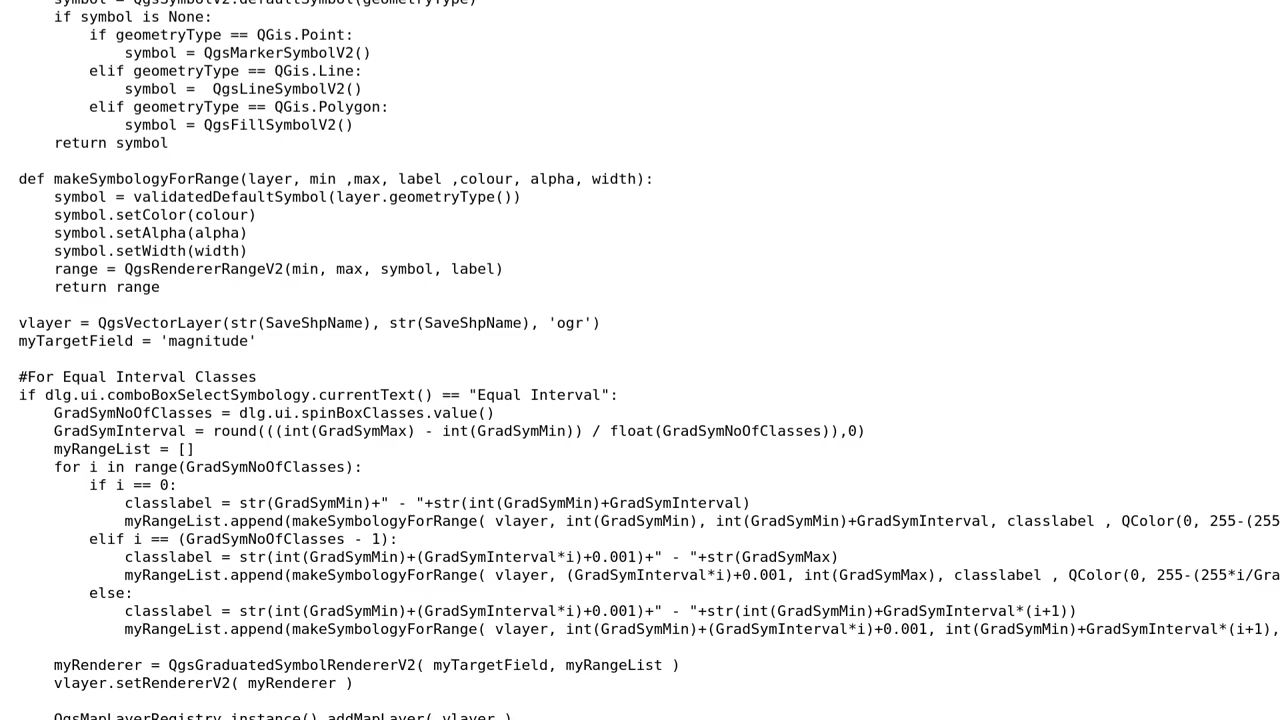 symbol = QgsSymbolV2.defaultSymbol(geometryType)
if symbol is None:
if geometryType == QGis.Point:
symbol = QgsMarkerSymbolV2()
elif geometryType == QGis.Line:
symbol =  QgsLineSymbolV2()
elif geometryType == QGis.Polygon:
symbol = QgsFillSymbolV2()
return symbol
def makeSymbologyForRange(layer, min ,max, label ,colour, alpha, width):
symbol = validatedDefaultSymbol(layer.geometryType())
symbol.setColor(colour)
symbol.setAlpha(alpha)
symbol.setWidth(width)
range = QgsRendererRangeV2(min, max, symbol, label)
return range
vlayer = QgsVectorLayer(str(SaveShpName), str(SaveShpName), 'ogr')
myTargetField = 'magnitude'
#For Equal Interval Classes
if dlg.ui.comboBoxSelectSymbology.currentText() == "Equal Interval":
GradSymNoOfClasses = dlg.ui.spinBoxClasses.value()
GradSymInterval = round(((int(GradSymMax) - int(GradSymMin)) / float(GradSymNoOfClasses)),0)
myRangeList = []
for i in range(GradSymNoOfClasses):
if i == 0:
classlabel = str(GradSymMin)+" - "+str(int(GradSymMin)+GradSymInterval)
myRangeList.append(makeSymbologyForRange( vlayer, int(GradSymMin), int(GradSymMin)+GradSymInterval, classlabel , QColor(0, 255-(255
elif i == (GradSymNoOfClasses - 1):
classlabel = str(int(GradSymMin)+(GradSymInterval*i)+0.001)+" - "+str(GradSymMax)
myRangeList.append(makeSymbologyForRange( vlayer, (GradSymInterval*i)+0.001, int(GradSymMax), classlabel , QColor(0, 255-(255*i/Gra
else:
classlabel = str(int(GradSymMin)+(GradSymInterval*i)+0.001)+" - "+str(int(GradSymMin)+GradSymInterval*(i+1))
myRangeList.append(makeSymbologyForRange( vlayer, int(GradSymMin)+(GradSymInterval*i)+0.001, int(GradSymMin)+GradSymInterval*(i+1),
myRenderer = QgsGraduatedSymbolRendererV2( myTargetField, myRangeList )
vlayer.setRendererV2( myRenderer )
QgsMapLayerRegistry.instance().addMapLayer( vlayer )